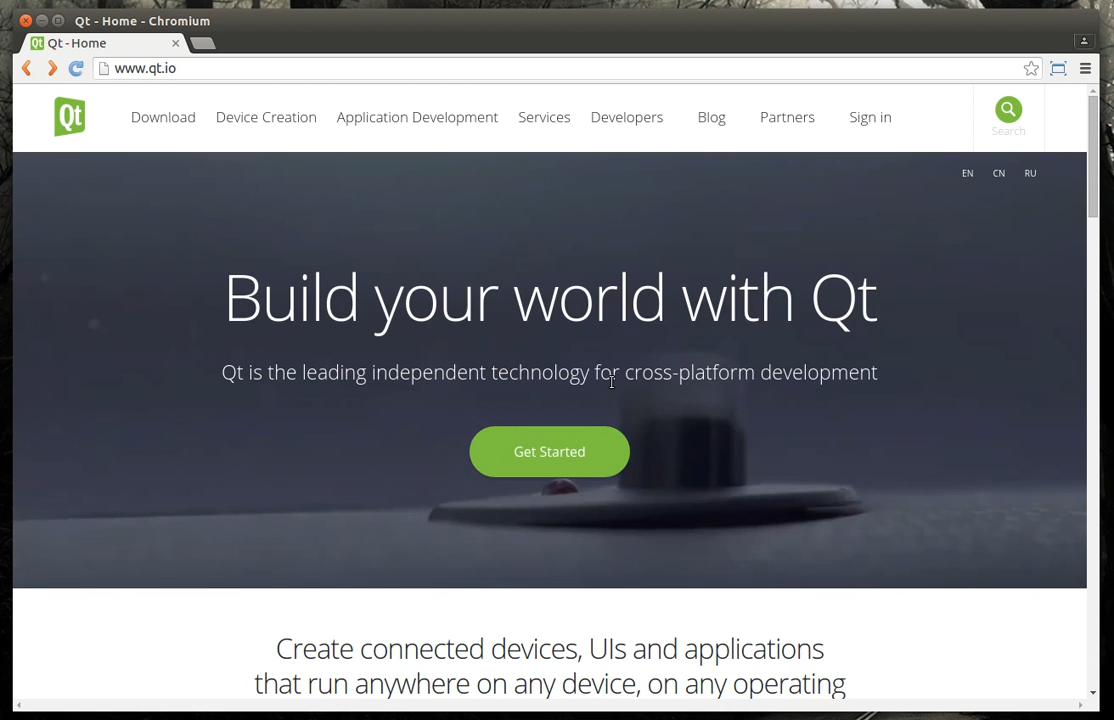 Qt - Home - Chromium
Qt Qt - Home
www.qt.io
Qt Download Device Creation Application Development Services Developers Blog Partners Sign in
Search
EN CN RU
Build your world with Qt
Qt is the leading independent technology for cross-platform development
Get Started
Create connected devices, UIs and applications
that run anywhere on any device, on any operating